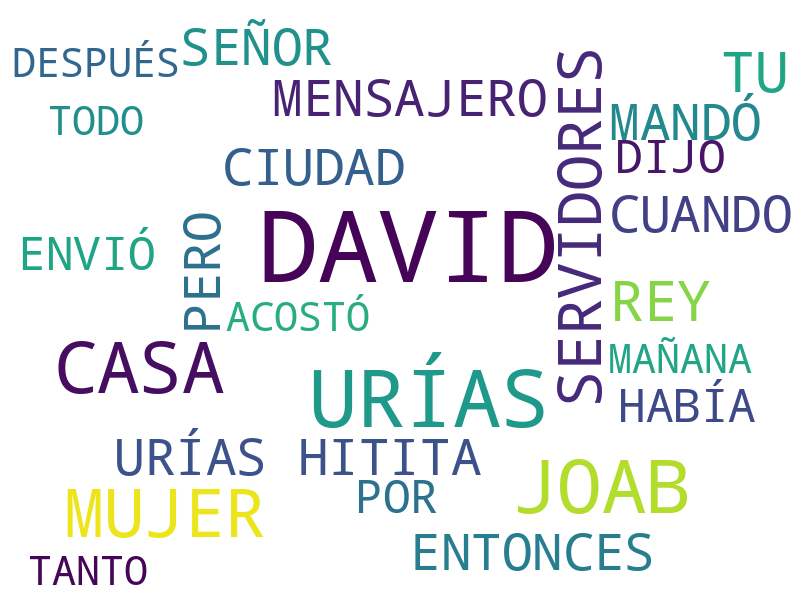 DESPUÉS
SEÑOR
TU
MENSAJERO
TODO
MANDÓ
SERVIDORES
DIJO
CIUDAD
CUANDO
PERO
DAVID
ENVIÓ
ACOSTÓ
REY
CASA
MAÑANA
URÍAS
HABÍA
URÍAS HITITA
POR
JOAB
MUJER
ENTONCES
TANTO